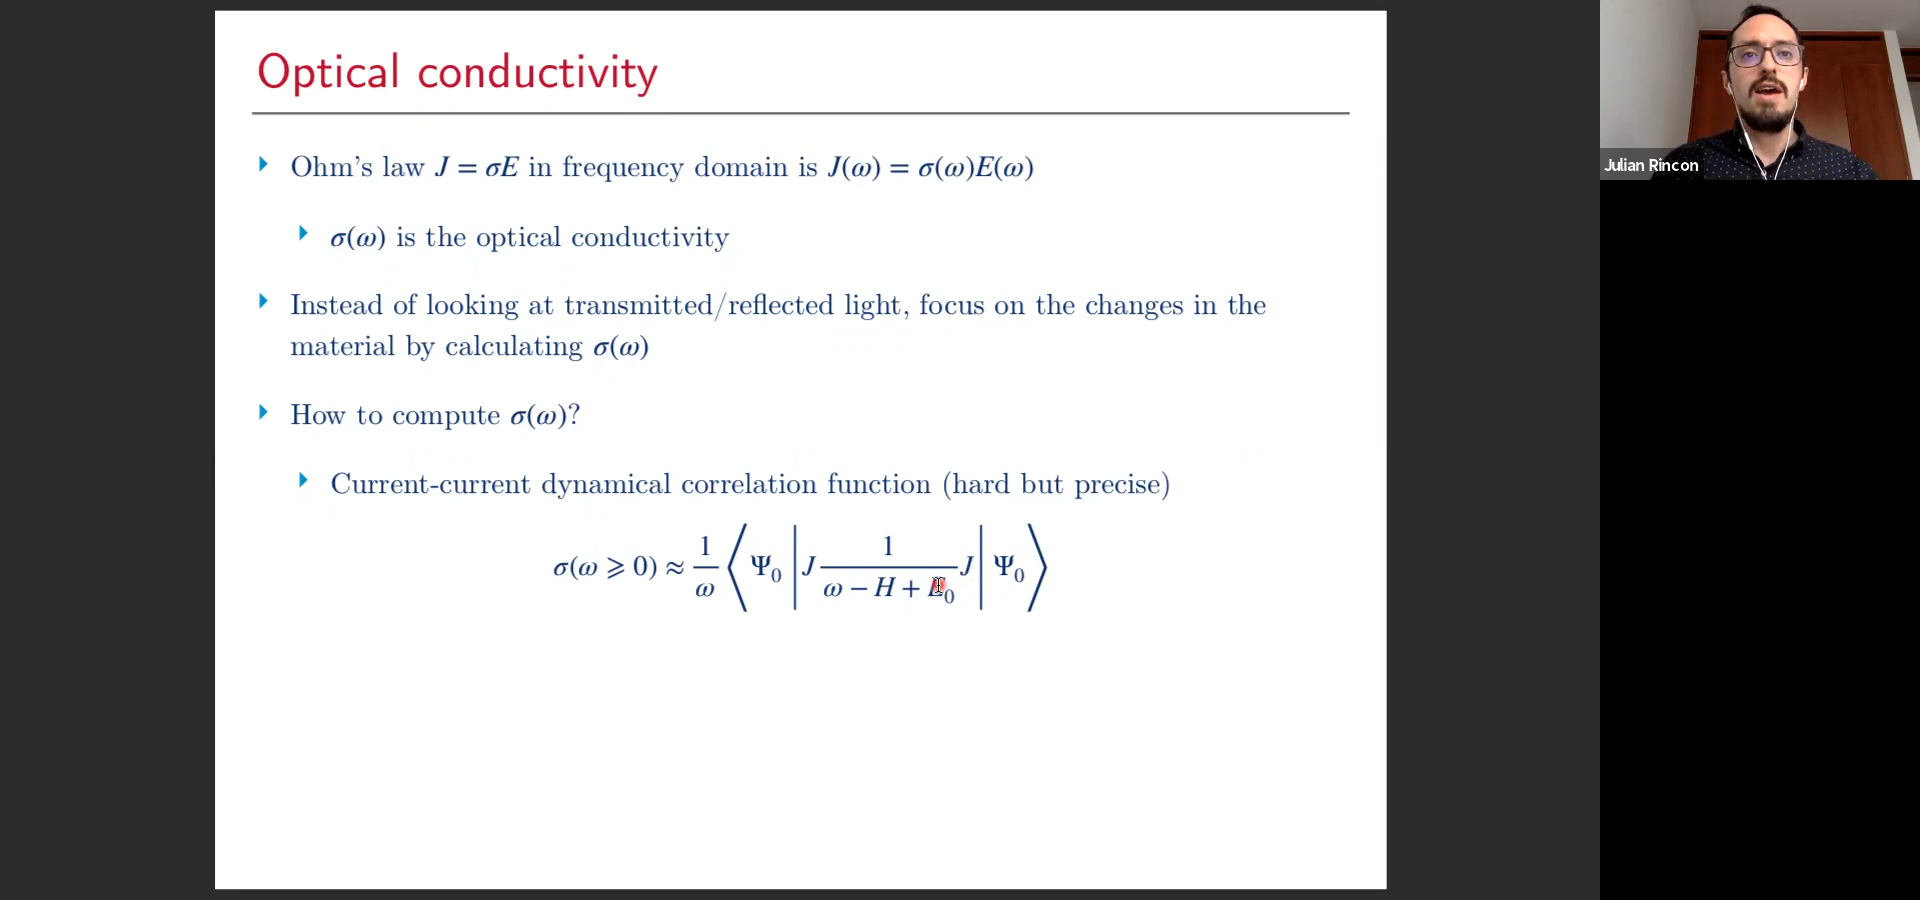 Optical conductivity
Ohm's law J = σE in frequency domain is J(ω) = σ(ω)E(ω)
σ(ω) is the optical conductivity
Instead of looking at transmitted/reflected light, focus on the changes in the
material by calculating σ(ω)
How to compute σ(ω)?
Current-current dynamical correlation function (hard but precise)
σ(ω ⩾ 0) ≈ 1/ω ⟨Ψ₀|J 1/(ω − H + E₀) J|Ψ₀⟩
Julian Rincon